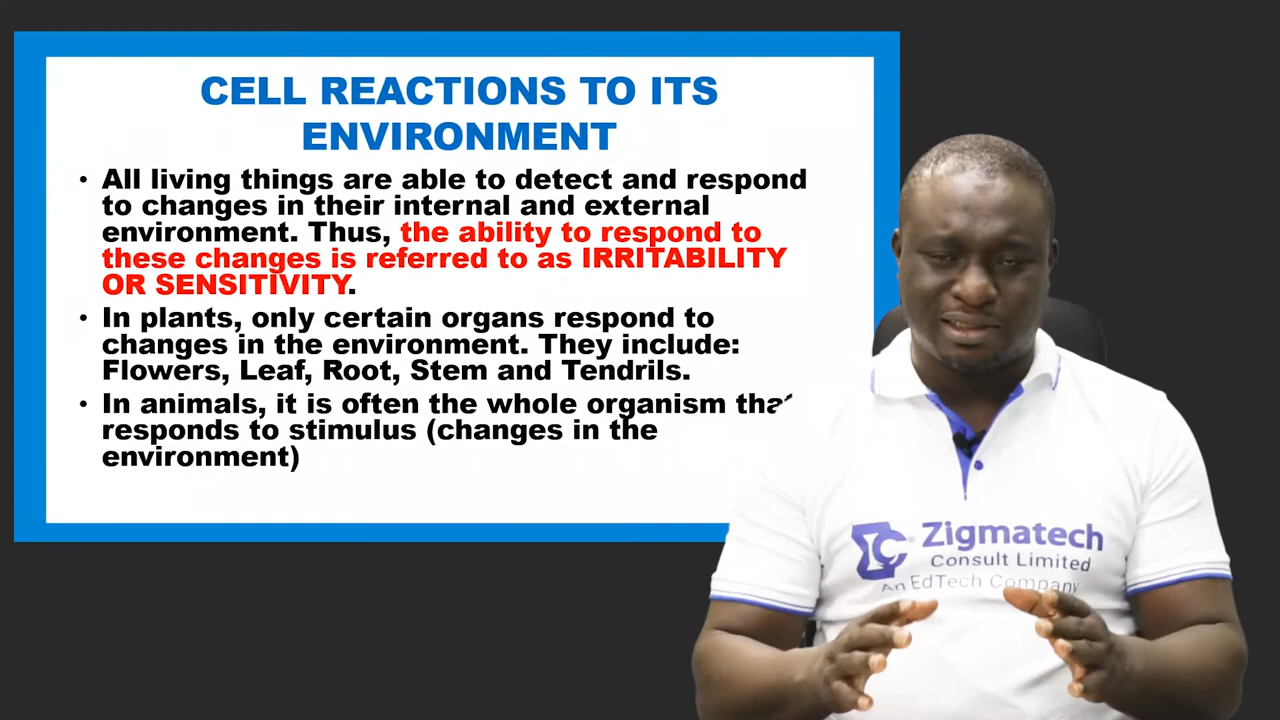 CELL REACTIONS TO ITS
ENVIRONMENT
• All living things are able to detect and respond
to changes in their internal and external
environment. Thus, the ability to respond to
these changes is referred to as IRRITABILITY
OR SENSITIVITY.
• In plants, only certain organs respond to
changes in the environment. They include:
Flowers, Leaf, Root, Stem and Tendrils.
• In animals, it is often the whole organism that
responds to stimulus (changes in the
environment)
Zigmatech
Consult Limited
An EdTech Company